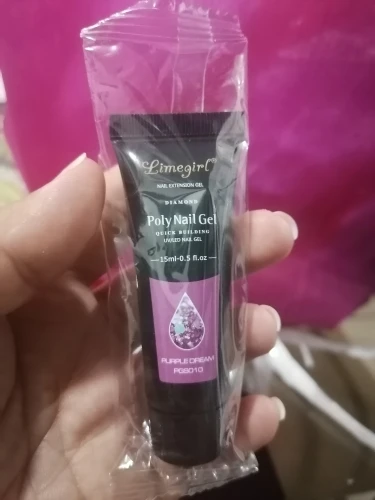 Limegirl®
NAIL EXTENSION GEL
DIAMOND
Poly Nail Gel
QUICK BUILDING
UV/LED NAIL GEL
15ml-0.5 fl.oz
PURPLE DREAM
PGB010